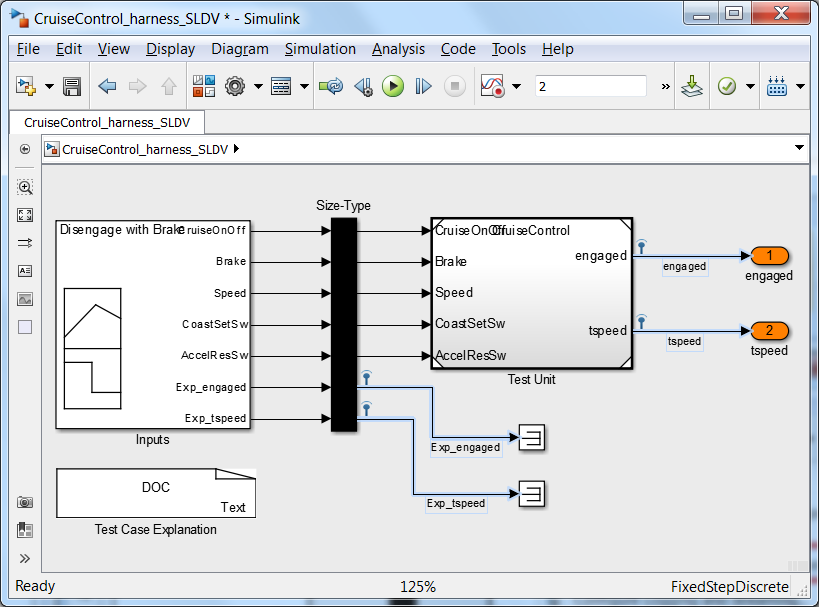 CruiseControl_harness_SLDV * - Simulink
File Edit View Display Diagram Simulation Analysis Code Tools Help
2 »
CruiseControl_harness_SLDV
CruiseControl_harness_SLDV
Size-Type
Disengage with Brake CruiseOnOff
CruiseOnOff CruiseControl
Brake
Brake
engaged
1
engaged
engaged
Speed
Speed
CoastSetSw
CoastSetSw
tspeed
2
tspeed
tspeed
AccelResSw
AccelResSw
Test Unit
Exp_engaged
Exp_tspeed
Inputs
Exp_engaged
DOC
Text
Exp_tspeed
Test Case Explanation
Ready 125% FixedStepDiscrete